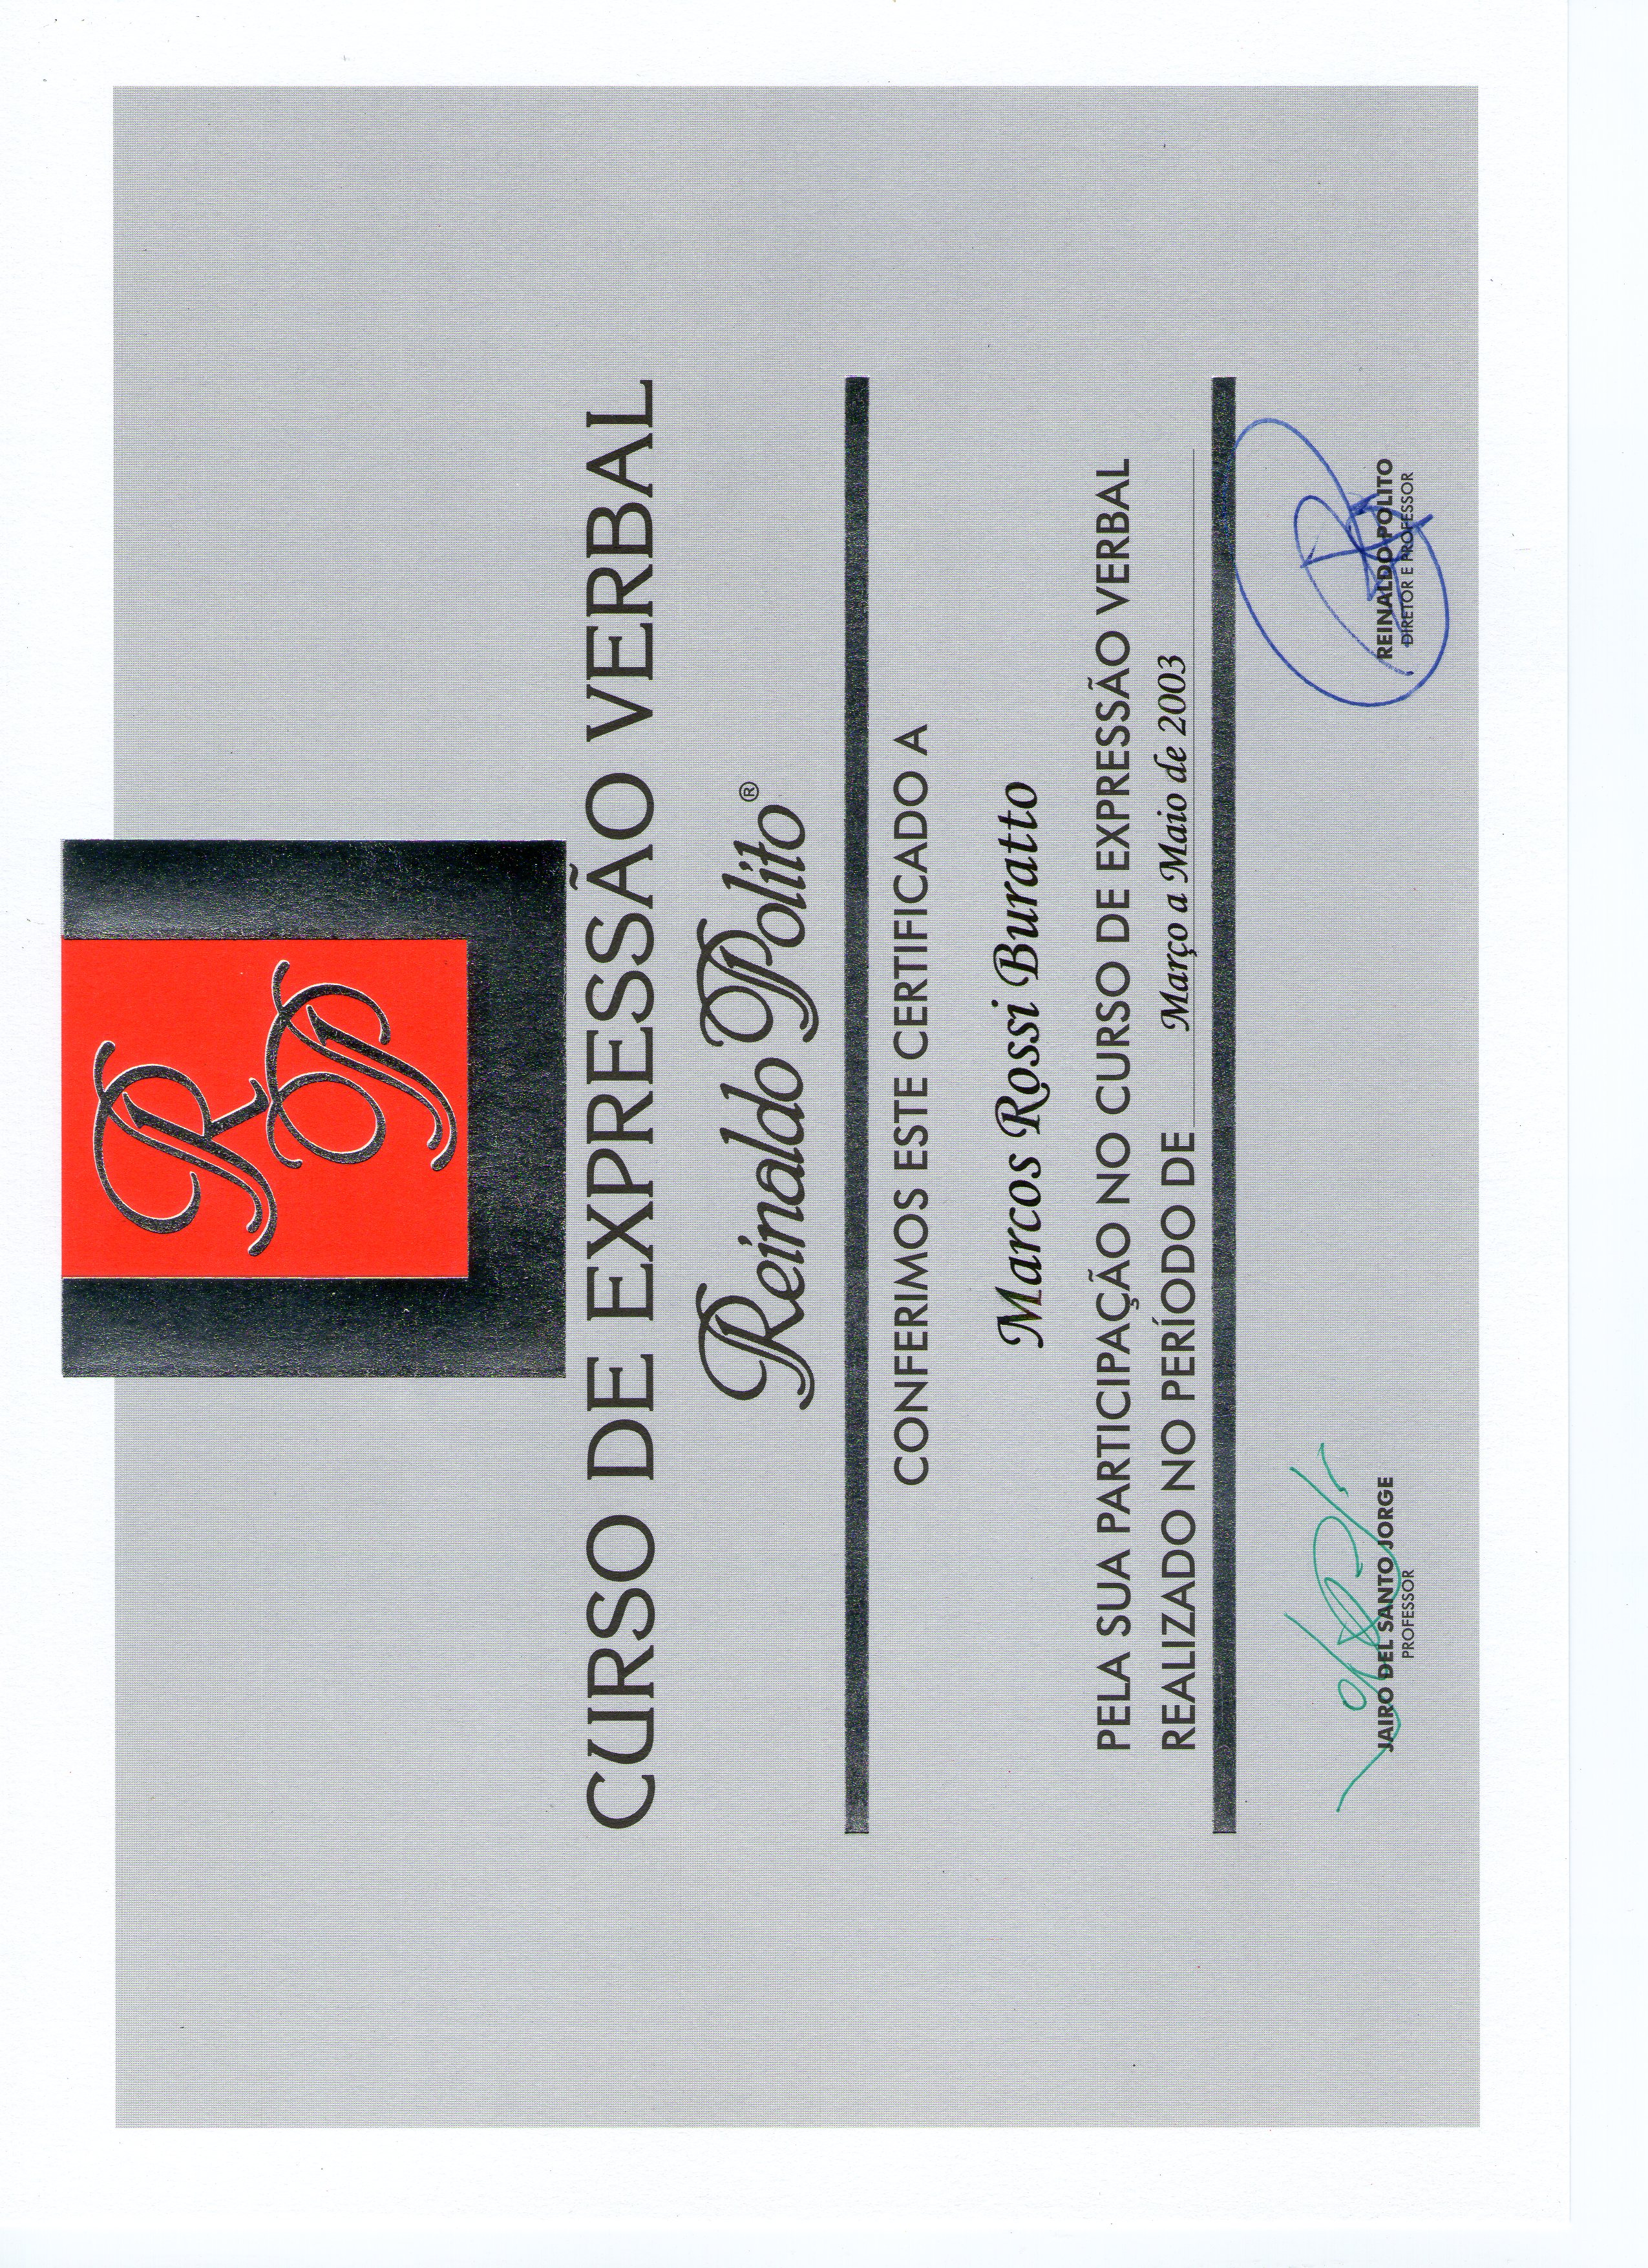 RP
CURSO DE EXPRESSÃO VERBAL
Reinaldo Polito®
CONFERIMOS ESTE CERTIFICADO A
Marcos Rossi Buratto
PELA SUA PARTICIPAÇÃO NO CURSO DE EXPRESSÃO VERBAL
REALIZADO NO PERÍODO DE Março a Maio de 2003
JAIRO DEL SANTO JORGE
PROFESSOR
REINALDO POLITO
DIRETOR E PROFESSOR